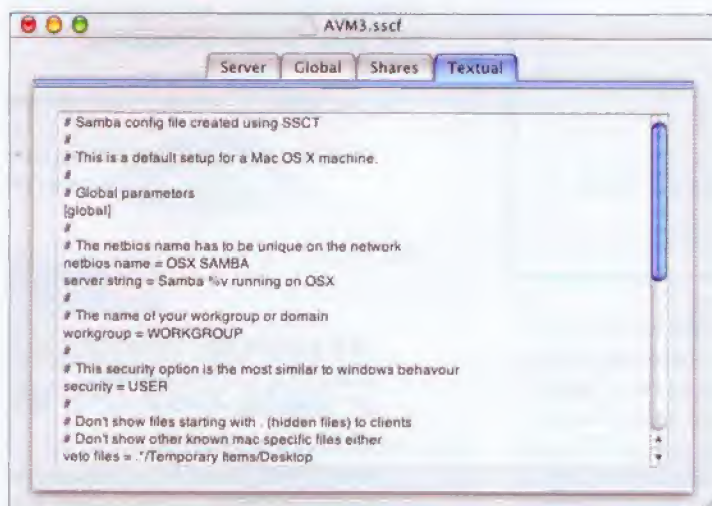 AVM3.sscf
Server Global Shares Textual
# Samba config file created using SSCT
#
# This is a default setup for a Mac OS X machine.
#
# Global parameters
[global]
#
# The netbios name has to be unique on the network
netbios name = OSX SAMBA
server string = Samba %v running on OSX
#
# The name of your workgroup or domain
workgroup = WORKGROUP
#
# This security option is the most similar to windows behavour
security = USER
#
# Don't show files starting with . (hidden files) to clients
# Don't show other known mac specific files either
veto files = .*/Temporary Items/Desktop